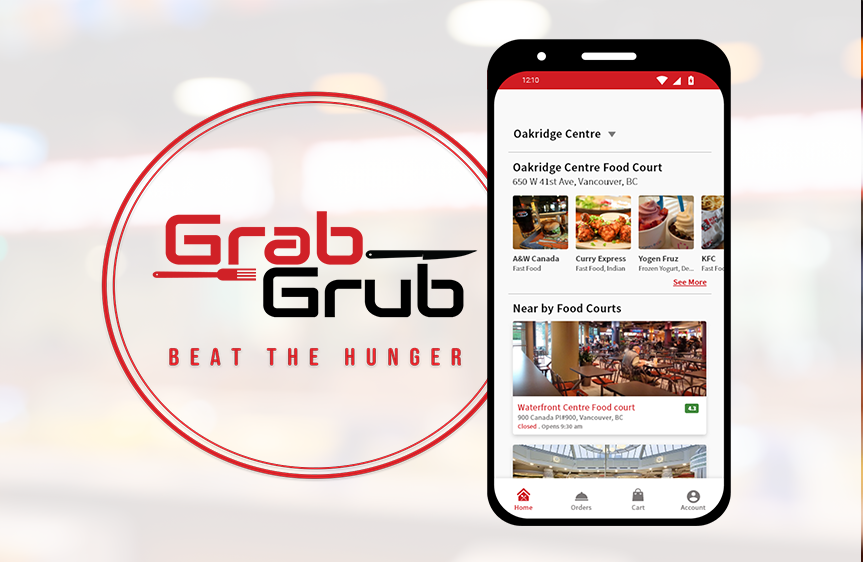 Grab
Grub
BEAT THE HUNGER
12:10
Oakridge Centre
Oakridge Centre Food Court
650 W 41st Ave, Vancouver, BC
A&W Canada
Fast Food
Curry Express
Fast Food, Indian
Yogen Fruz
Frozen Yogurt, De...
KFC
Fast Foo
See More
Near by Food Courts
Waterfront Centre Food court
4.3
900 Canada Pl#900, Vancouver, BC
Closed . Opens 9:30 am
Home
Orders
Cart
Account